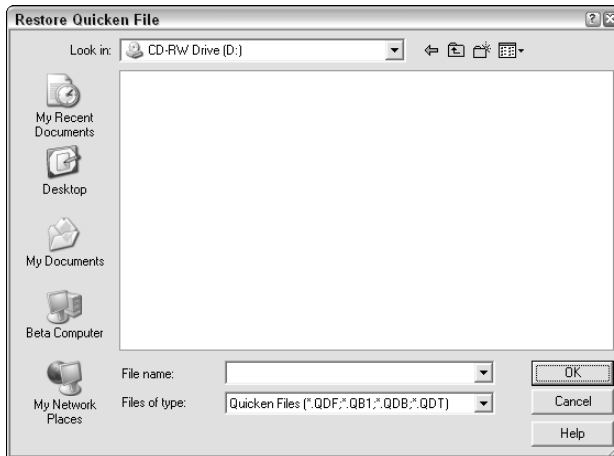 Restore Quicken File
Look in: CD-RW Drive (D:)
My Recent
Documents
Desktop
My Documents
Beta Computer
My Network
Places
File name:
Files of type: Quicken Files (*.QDF;*.QB1;*.QDB;*.QDT)
OK
Cancel
Help